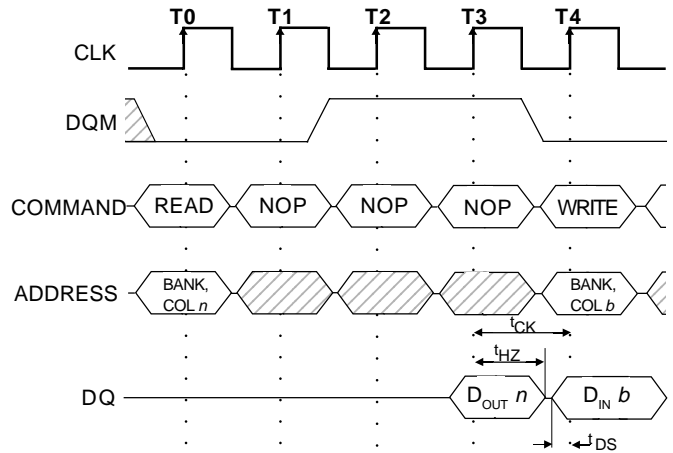 T0 T1 T2 T3 T4
CLK
DQM
COMMAND READ NOP NOP NOP WRITE
ADDRESS BANK, COL n BANK, COL b
tCK
tHZ
DQ DOUT n DIN b
tDS